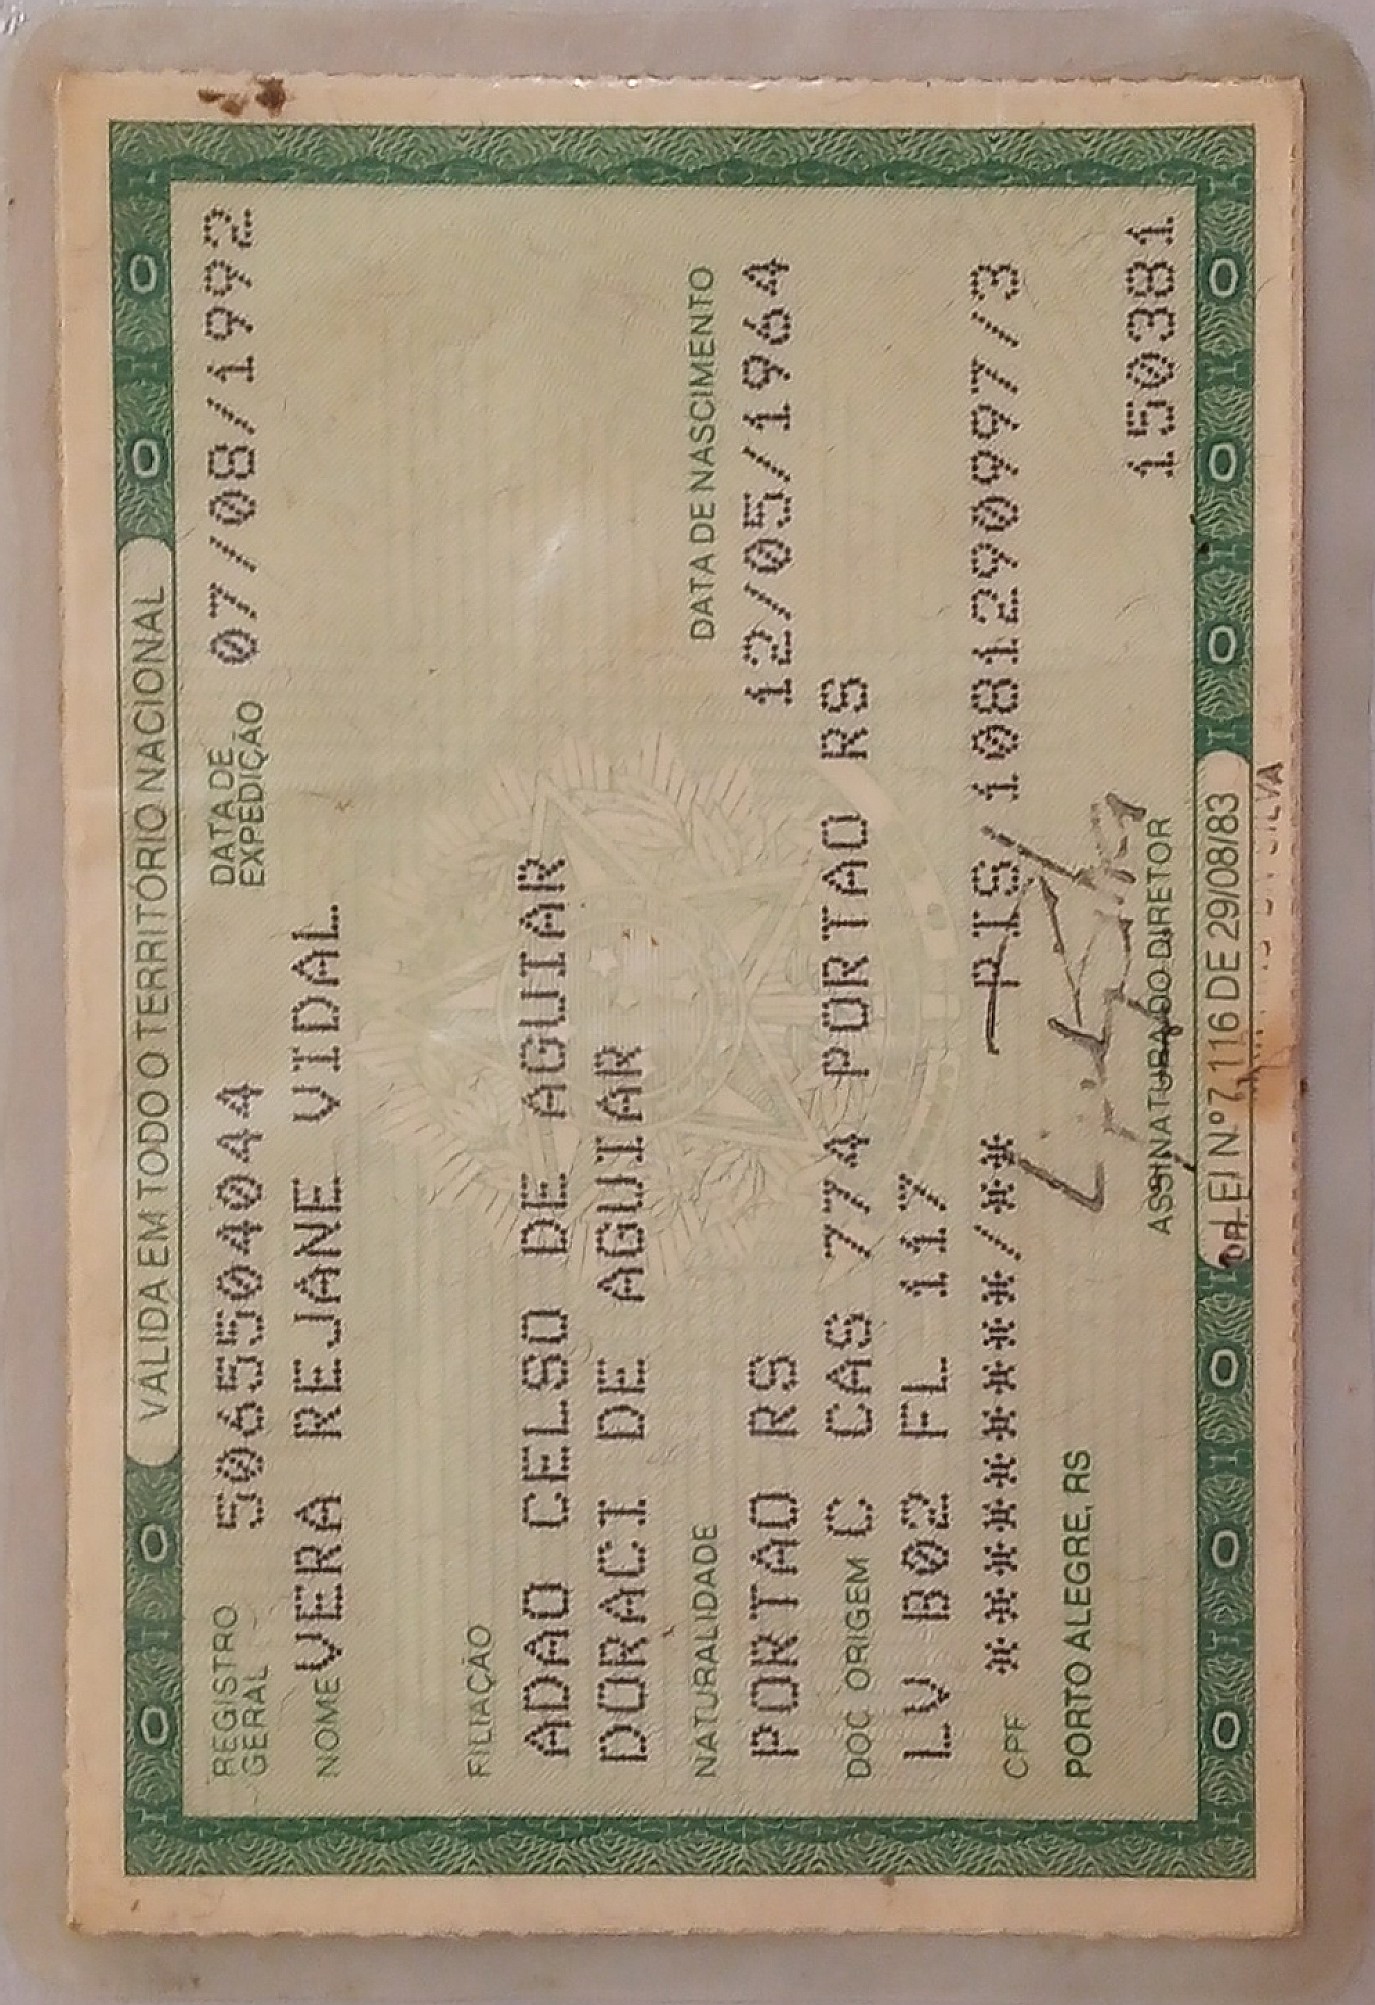 VÁLIDA EM TODO O TERRITÓRIO NACIONAL
REGISTRO GERAL 5065504044 DATA DE EXPEDIÇÃO 07/08/1992
NOME VERA REJANE VIDAL
FILIAÇÃO
ADAO CELSO DE AGUIAR
DORACI DE AGUIAR
NATURALIDADE DATA DE NASCIMENTO
PORTAO RS 12/05/1964
DOC ORIGEM C CAS 774 PORTAO RS
LV B02 FL 117
CPF *********/** PIS/1081290997/3
PORTO ALEGRE, RS
150381
ASSINATURA DO DIRETOR
LEI Nº 7.116 DE 29/08/83